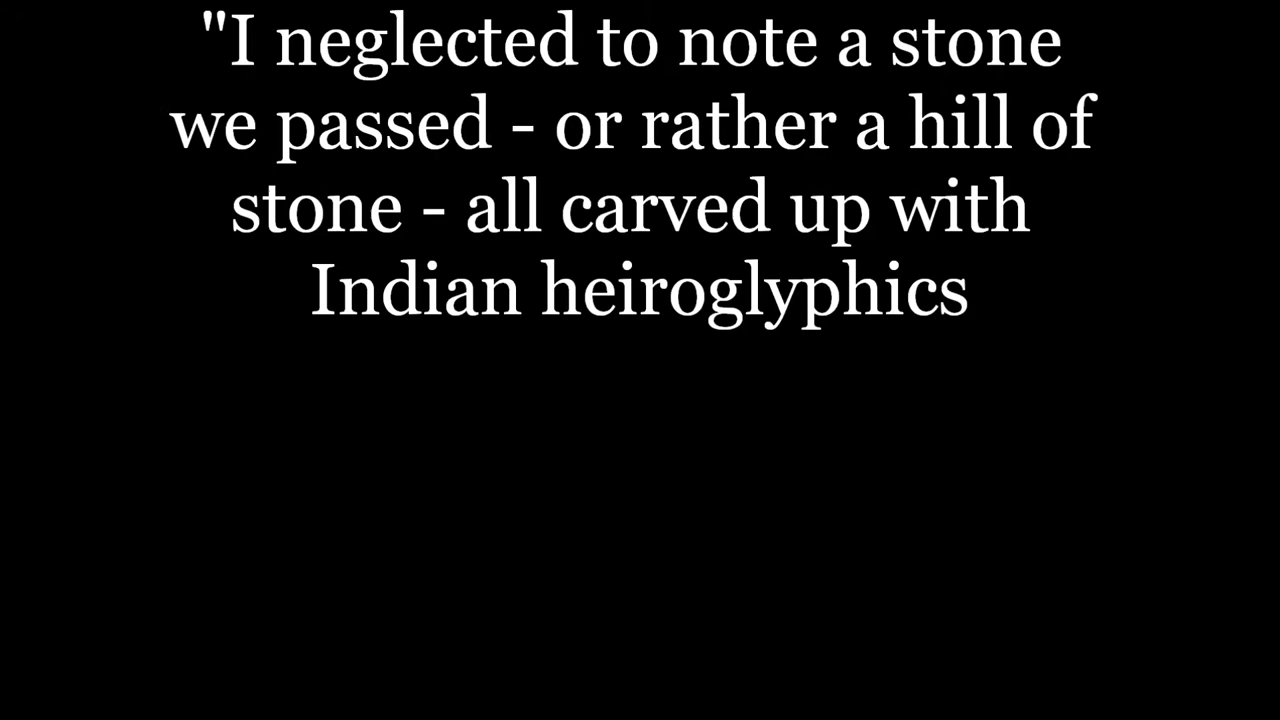 "I neglected to note a stone
we passed - or rather a hill of
stone - all carved up with
Indian heiroglyphics